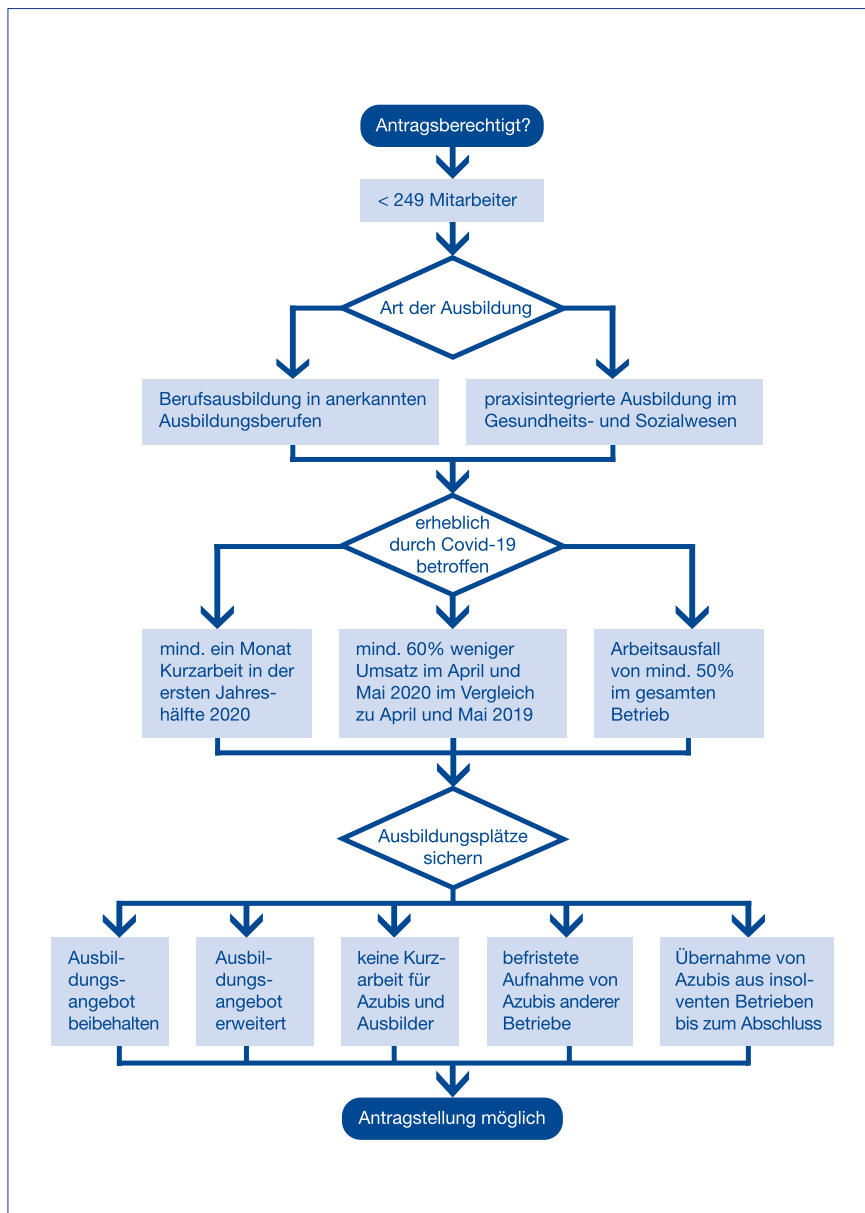 Antragsberechtigt?
< 249 Mitarbeiter
Art der Ausbildung
Berufsausbildung in anerkannten
Ausbildungsberufen
praxisintegrierte Ausbildung im
Gesundheits- und Sozialwesen
erheblich
durch Covid-19
betroffen
mind. ein Monat
Kurzarbeit in der
ersten Jahres-
hälfte 2020
mind. 60% weniger
Umsatz im April und
Mai 2020 im Vergleich
zu April und Mai 2019
Arbeitsausfall
von mind. 50%
im gesamten
Betrieb
Ausbildungsplätze
sichern
Ausbil-
dungs-
angebot
beibehalten
Ausbil-
dungs-
angebot
erweitert
keine Kurz-
arbeit für
Azubis und
Ausbilder
befristete
Aufnahme von
Azubis anderer
Betriebe
Übernahme von
Azubis aus insol-
venten Betrieben
bis zum Abschluss
Antragstellung möglich